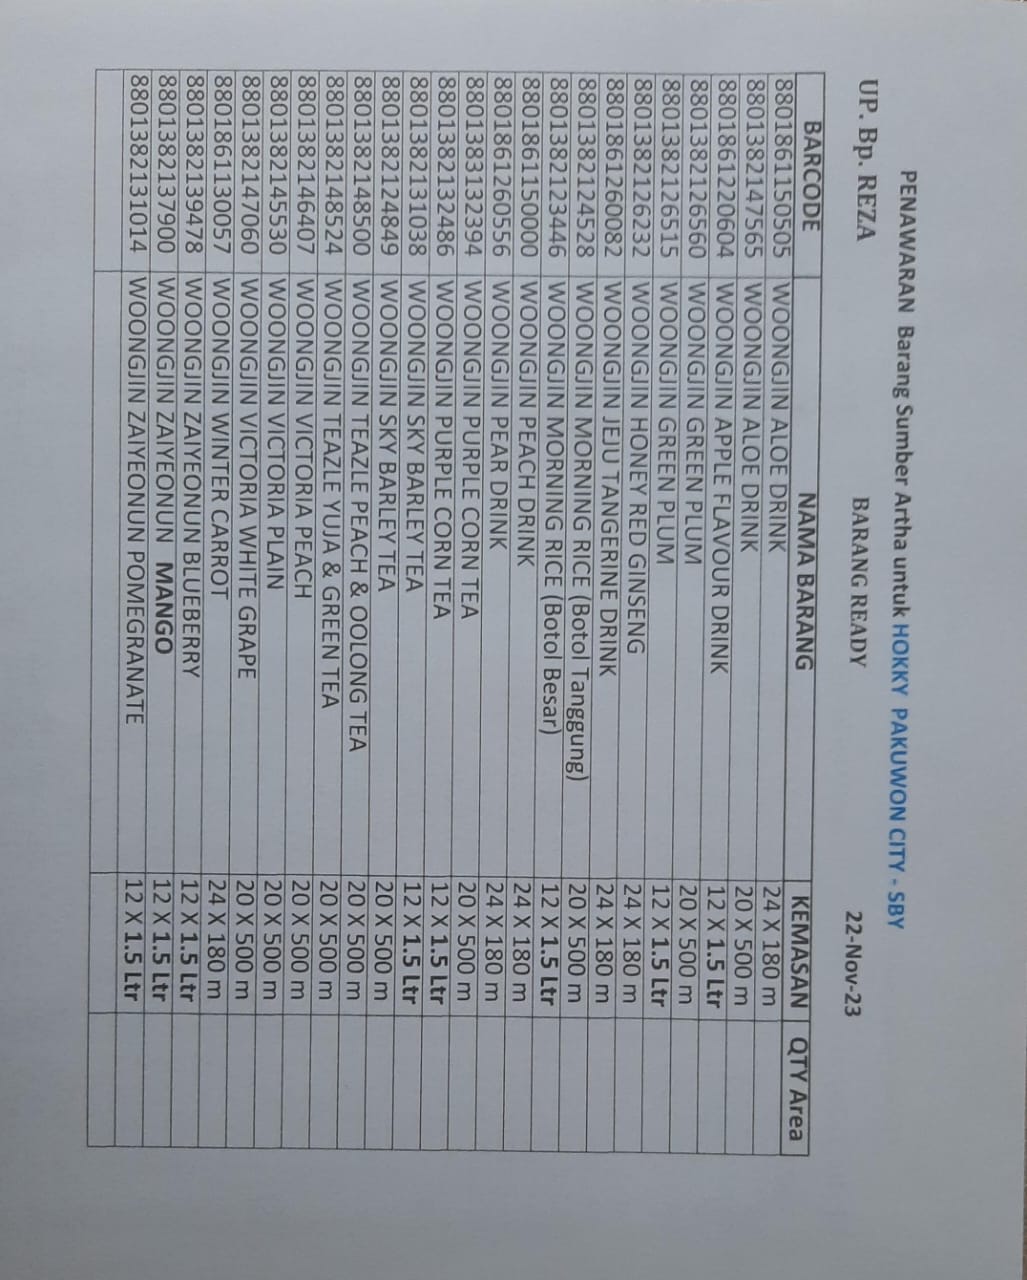 PENAWARAN Barang Sumber Artha untuk HOKKY PAKUWON CITY - SBY
UP. Bp. REZA BARANG READY 22-Nov-23
BARCODE NAMA BARANG KEMASAN QTY Area
8801861150505 WOONGJIN ALOE DRINK 24 X 180 m
8801382147565 WOONGJIN ALOE DRINK 20 X 500 m
8801861220604 WOONGJIN APPLE FLAVOUR DRINK 12 X 1.5 Ltr
8801382126560 WOONGJIN GREEN PLUM 20 X 500 m
8801382126515 WOONGJIN GREEN PLUM 12 X 1.5 Ltr
8801382126232 WOONGJIN HONEY RED GINSENG 24 X 180 m
8801861260082 WOONGJIN JEJU TANGERINE DRINK 24 X 180 m
8801382124528 WOONGJIN MORNING RICE (Botol Tanggung) 20 X 500 m
8801382123446 WOONGJIN MORNING RICE (Botol Besar) 12 X 1.5 Ltr
8801861150000 WOONGJIN PEACH DRINK 24 X 180 m
8801861260556 WOONGJIN PEAR DRINK 24 X 180 m
8801383132394 WOONGJIN PURPLE CORN TEA 20 X 500 m
8801382132486 WOONGJIN PURPLE CORN TEA 12 X 1.5 Ltr
8801382131038 WOONGJIN SKY BARLEY TEA 12 X 1.5 Ltr
8801382124849 WOONGJIN SKY BARLEY TEA 20 X 500 m
8801382148500 WOONGJIN TEAZLE PEACH & OOLONG TEA 20 X 500 m
8801382148524 WOONGJIN TEAZLE YUJA & GREEN TEA 20 X 500 m
8801382146407 WOONGJIN VICTORIA PEACH 20 X 500 m
8801382145530 WOONGJIN VICTORIA PLAIN 20 X 500 m
8801382147060 WOONGJIN VICTORIA WHITE GRAPE 20 X 500 m
8801861130057 WOONGJIN WINTER CARROT 24 X 180 m
8801382139478 WOONGJIN ZAIYEONUN BLUEBERRY 12 X 1.5 Ltr
8801382137900 WOONGJIN ZAIYEONUN MANGO 12 X 1.5 Ltr
8801382131014 WOONGJIN ZAIYEONUN POMEGRANATE 12 X 1.5 Ltr